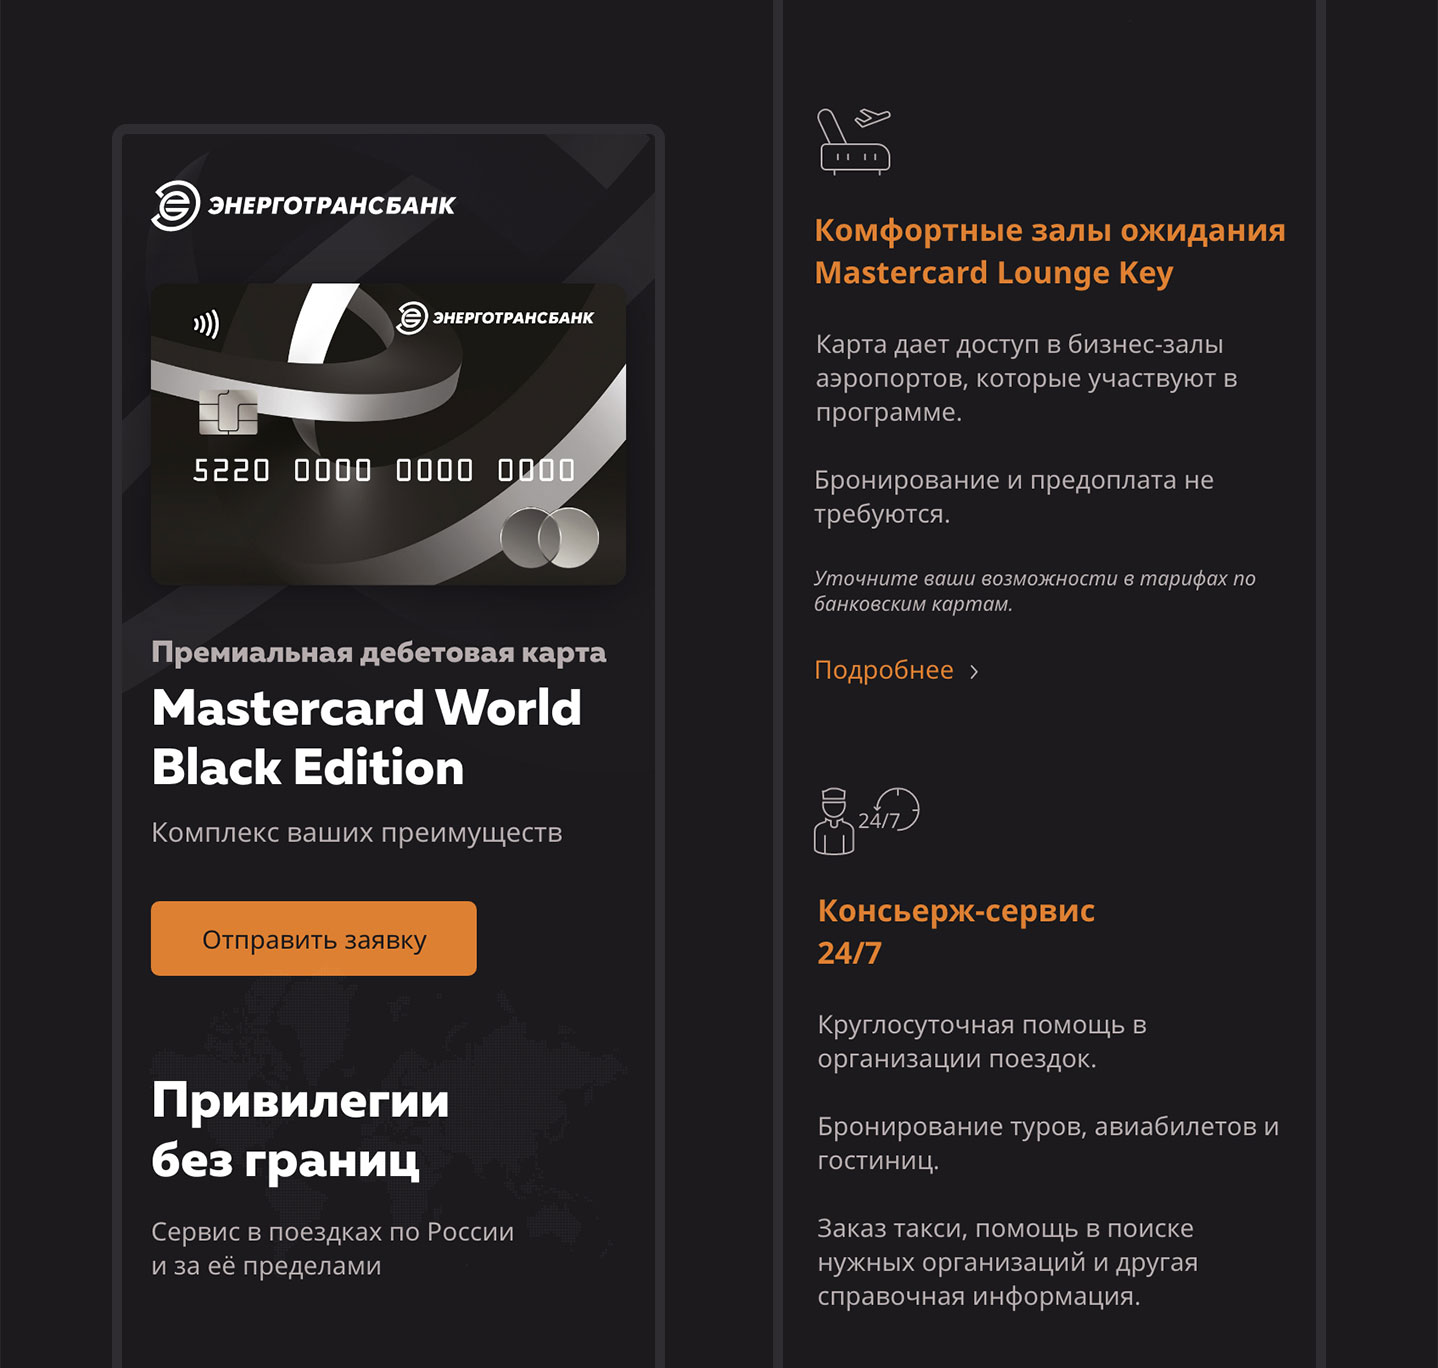 ЭНЕРГОТРАНСБАНК
ЭНЕРГОТРАНСБАНК
5220 0000 0000 0000
Премиальная дебетовая карта
Mastercard World
Black Edition
Комплекс ваших преимуществ
Отправить заявку
Привилегии
без границ
Сервис в поездках по России
и за её пределами
Комфортные залы ожидания
Mastercard Lounge Key
Карта дает доступ в бизнес-залы
аэропортов, которые участвуют в
программе.
Бронирование и предоплата не
требуются.
Уточните ваши возможности в тарифах по
банковским картам.
Подробнее
24/7
Консьерж-сервис
24/7
Круглосуточная помощь в
организации поездок.
Бронирование туров, авиабилетов и
гостиниц.
Заказ такси, помощь в поиске
нужных организаций и другая
справочная информация.